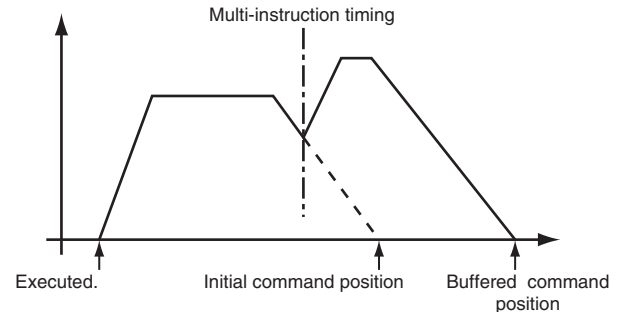 Multi-instruction timing
Executed.
Initial command position
Buffered command
position